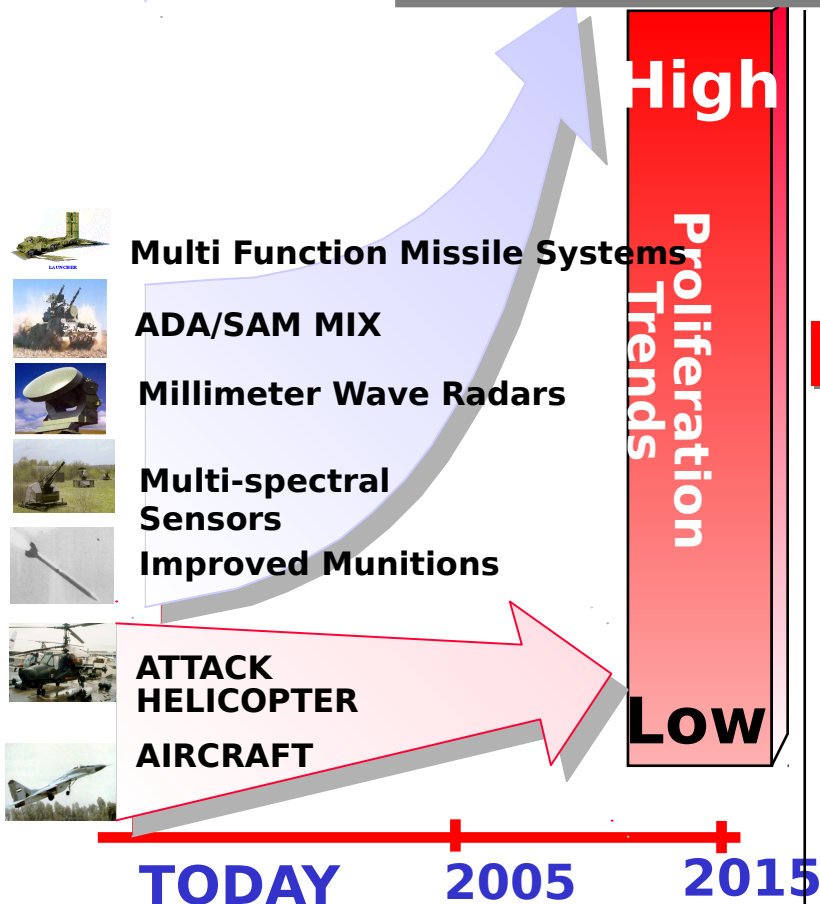 High
LAUNCHER
Multi Function Missile Systems
ADA/SAM MIX
Millimeter Wave Radars
Multi-spectral
Sensors
Improved Munitions
Proliferation
Trends
ATTACK
HELICOPTER
AIRCRAFT
Low
TODAY
2005
2015